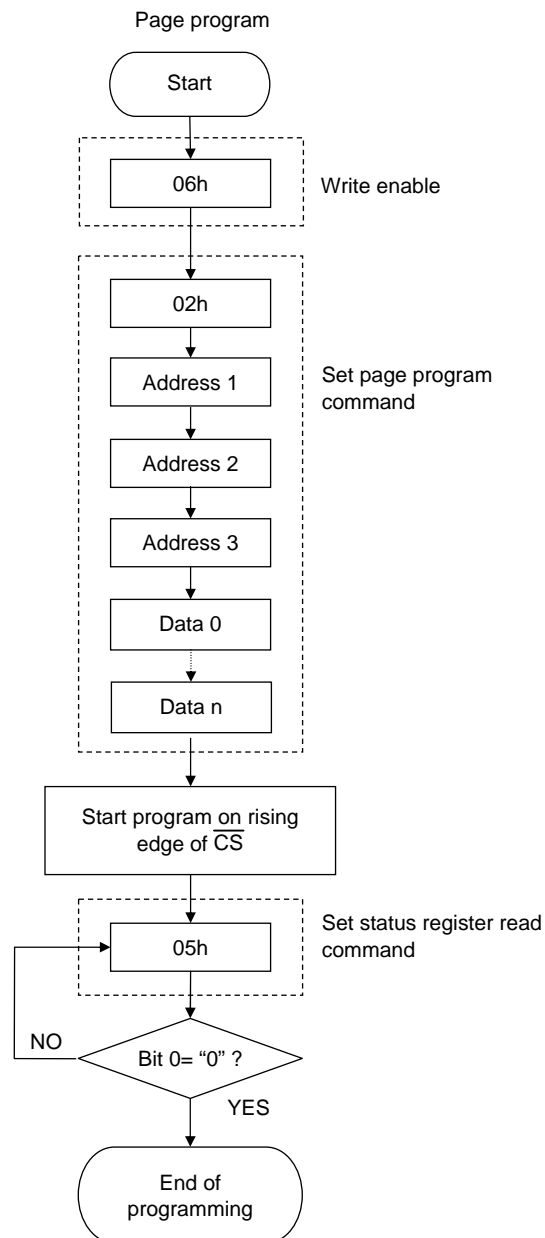 Page program
Start
06h
Write enable
02h
Address 1
Set page program
command
Address 2
Address 3
Data 0
Data n
Start program on rising
edge of C̅S̅
Set status register read
command
05h
NO
Bit 0= “0” ?
YES
End of
programming